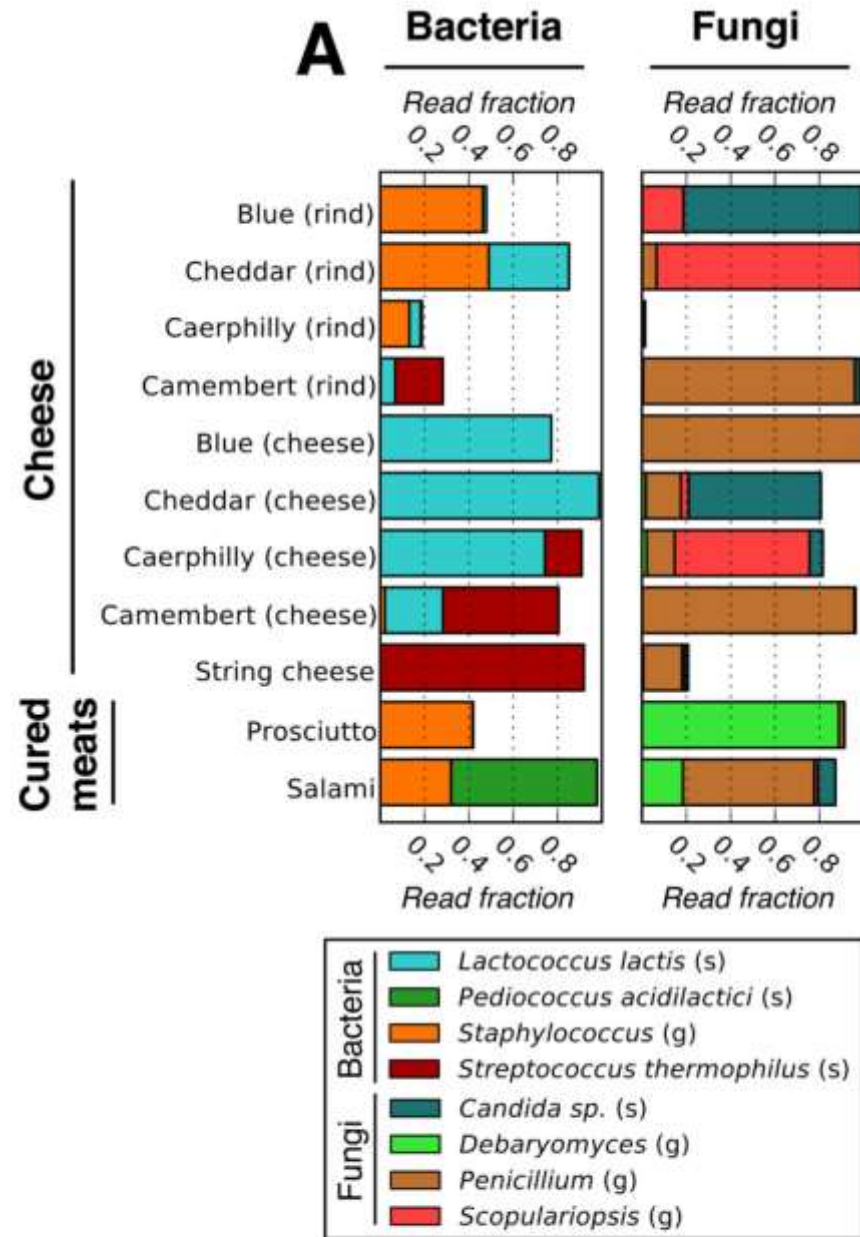 A
Bacteria
Fungi
Read fraction
Read fraction
0.2 0.4 0.6 0.8
0.2 0.4 0.6 0.8
Cheese
Blue (rind)
Cheddar (rind)
Caerphilly (rind)
Camembert (rind)
Blue (cheese)
Cheddar (cheese)
Caerphilly (cheese)
Camembert (cheese)
String cheese
Cured
meats
Prosciutto
Salami
0.2 0.4 0.6 0.8
0.2 0.4 0.6 0.8
Read fraction
Read fraction
Bacteria
Lactococcus lactis (s)
Pediococcus acidilactici (s)
Staphylococcus (g)
Streptococcus thermophilus (s)
Fungi
Candida sp. (s)
Debaryomyces (g)
Penicillium (g)
Scopulariopsis (g)